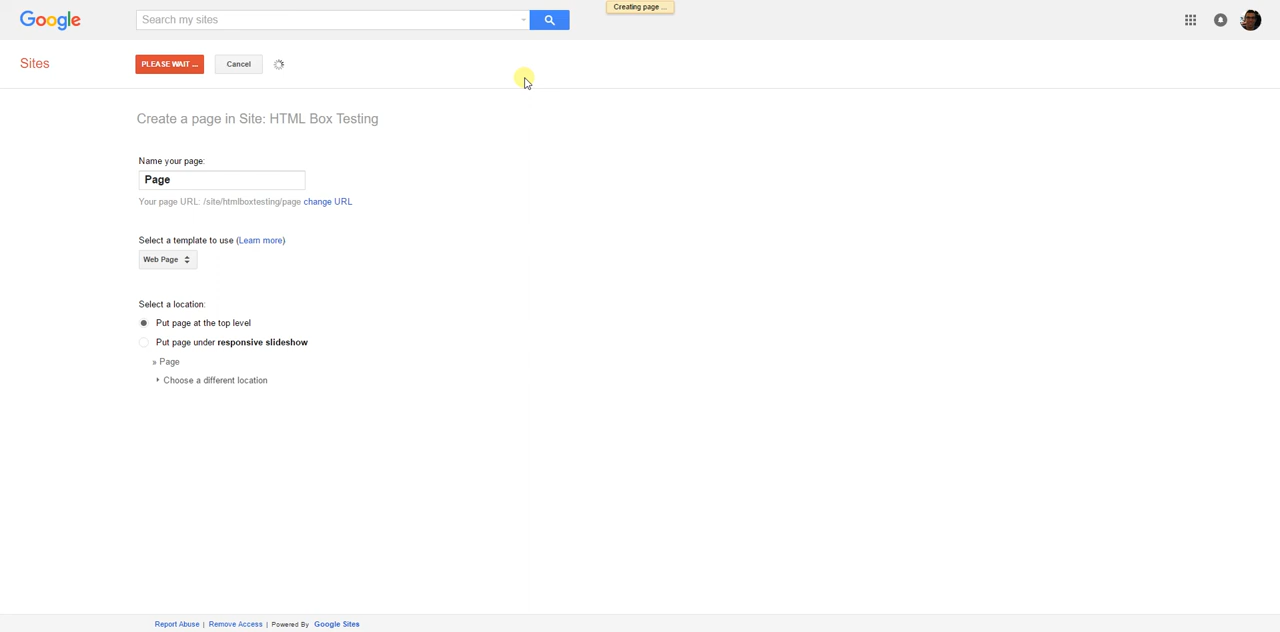 Creating page ...
Google
Search my sites
Sites
PLEASE WAIT ...
Cancel
Create a page in Site: HTML Box Testing
Name your page:
Page
Your page URL: /site/htmlboxtesting/page change URL
Select a template to use (Learn more)
Web Page
Select a location:
Put page at the top level
Put page under responsive slideshow
» Page
Choose a different location
Report Abuse | Remove Access | Powered By Google Sites